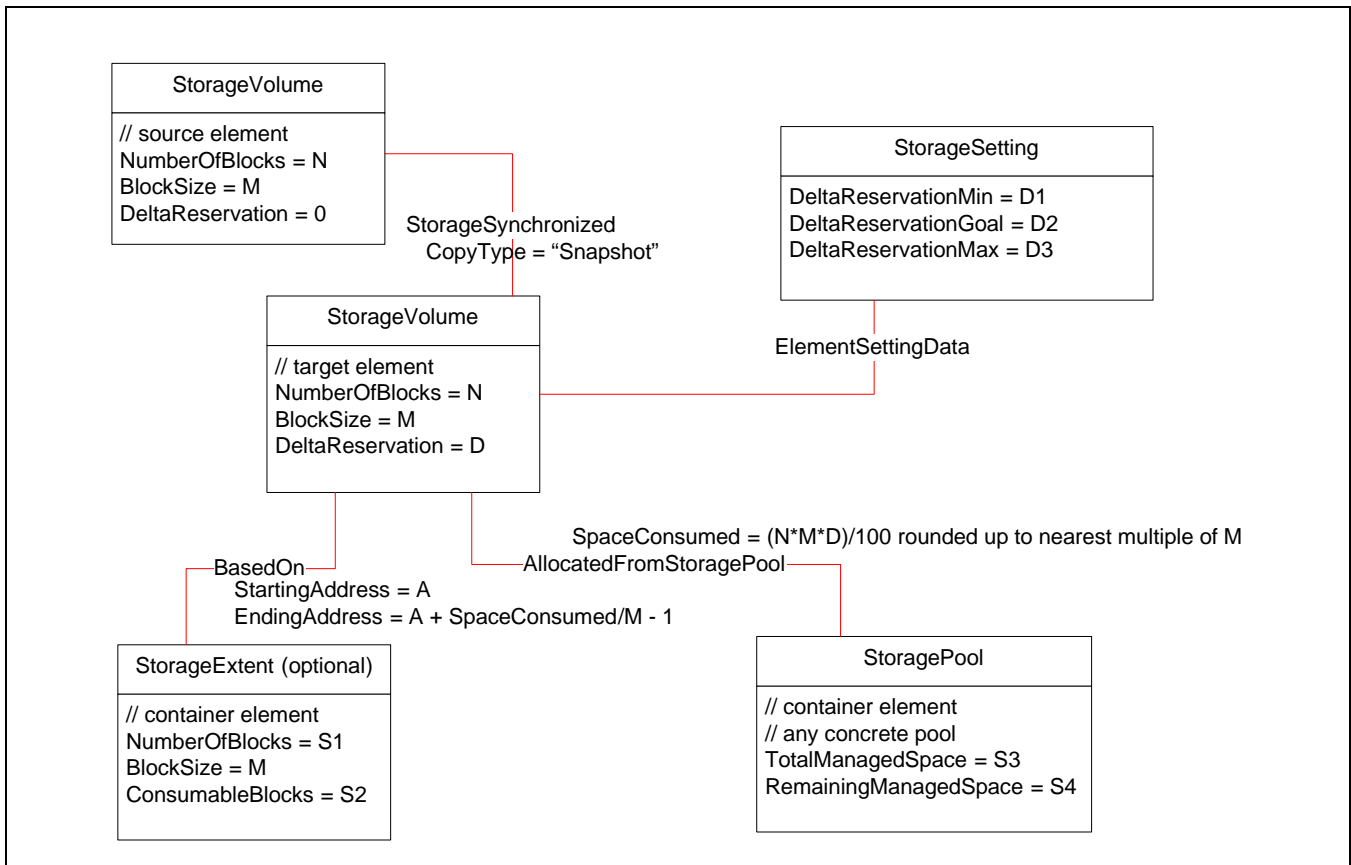 StorageVolume
// source element
NumberOfBlocks = N
BlockSize = M
DeltaReservation = 0
StorageSetting
DeltaReservationMin = D1
DeltaReservationGoal = D2
DeltaReservationMax = D3
StorageSynchronized
CopyType = “Snapshot”
StorageVolume
// target element
NumberOfBlocks = N
BlockSize = M
DeltaReservation = D
ElementSettingData
SpaceConsumed = (N*M*D)/100 rounded up to nearest multiple of M
AllocatedFromStoragePool
BasedOn
StartingAddress = A
EndingAddress = A + SpaceConsumed/M - 1
StorageExtent (optional)
// container element
NumberOfBlocks = S1
BlockSize = M
ConsumableBlocks = S2
StoragePool
// container element
// any concrete pool
TotalManagedSpace = S3
RemainingManagedSpace = S4